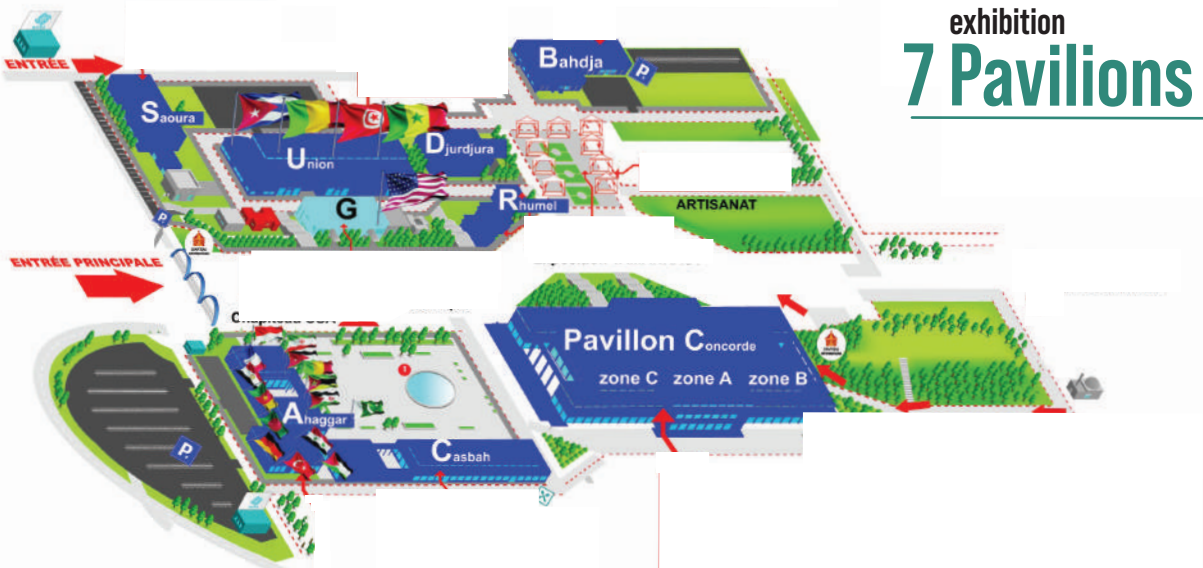 exhibition
7 Pavilions
ENTRÉE
Bahdja
P
Saoura
Union
Djurdjura
G
Rhumel
ARTISANAT
P
ENTRÉE PRINCIPALE
Pavillon Concorde
zone C zone A zone B
1
Ahaggar
Casbah
P